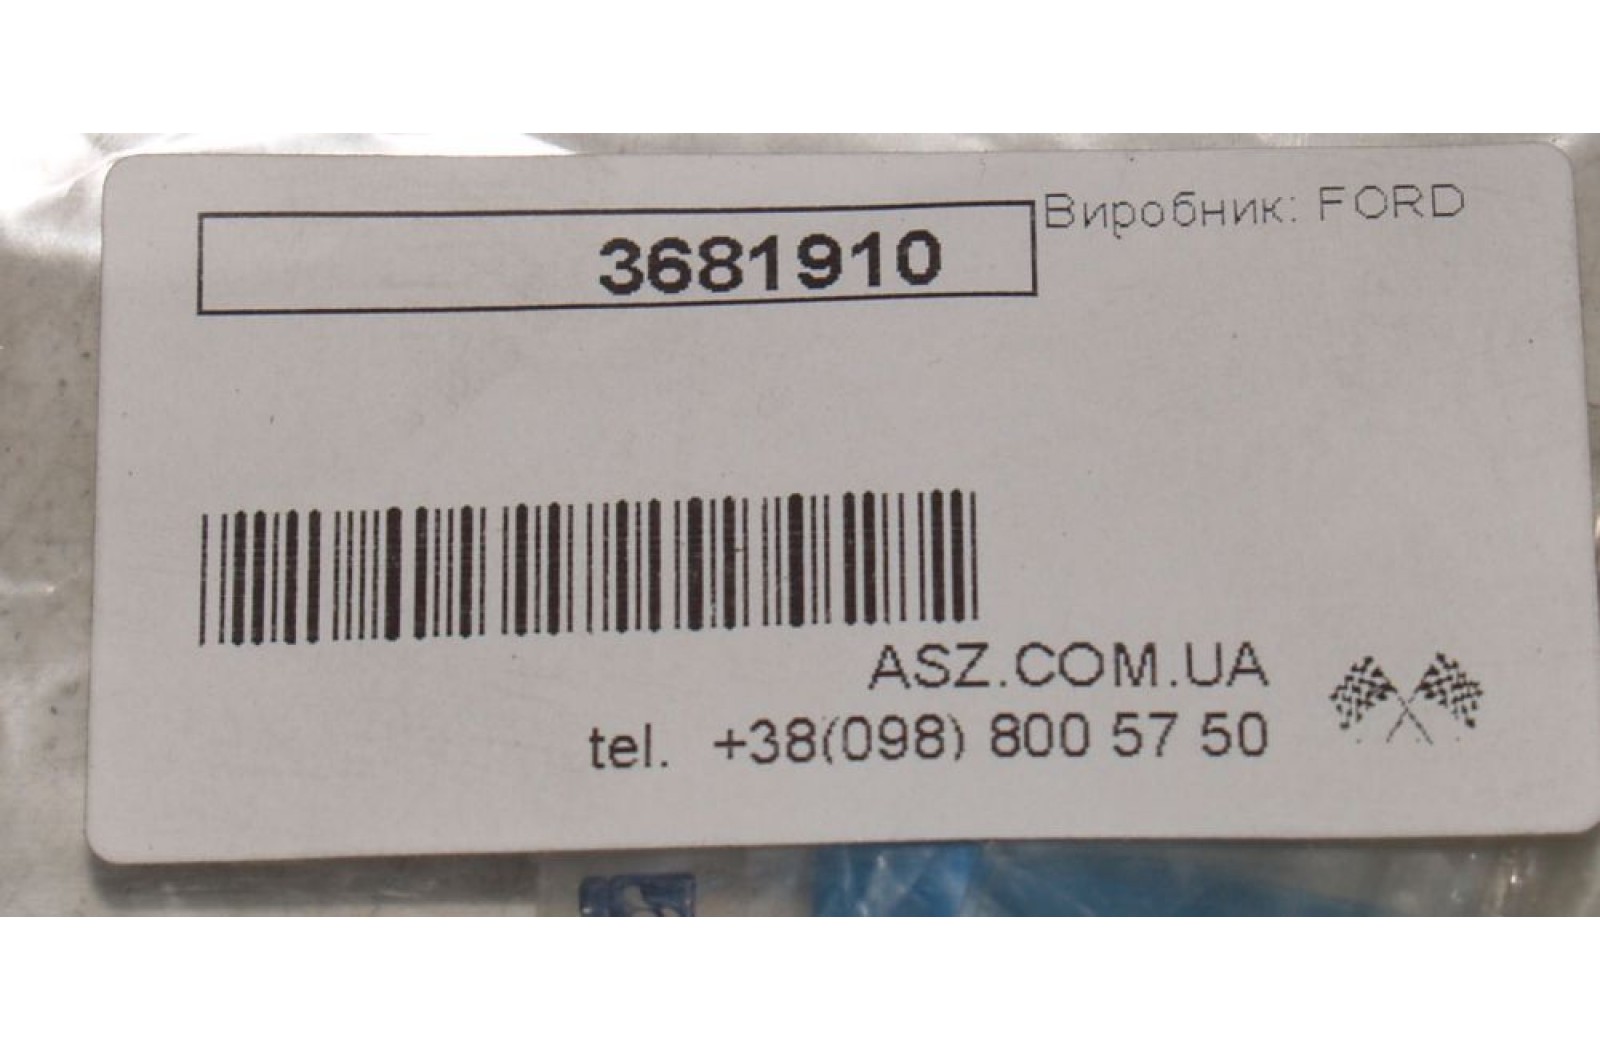 3681910
Виробник: FORD
ASZ.COM.UA
tel. +38(098) 800 57 50